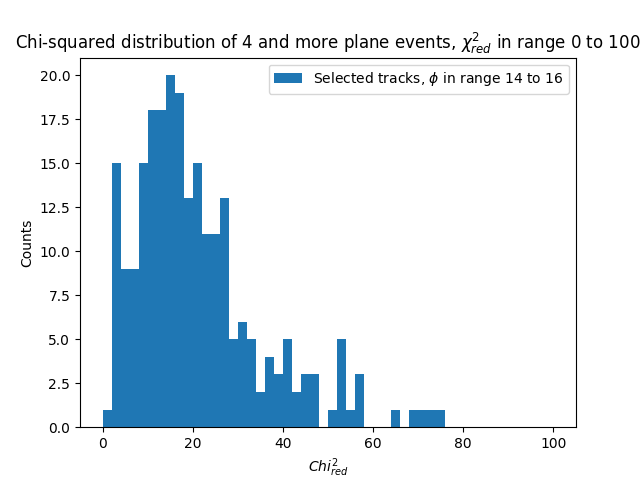 Chi-squared distribution of 4 and more plane events, χ²_red in range 0 to 100
Selected tracks, ϕ in range 14 to 16
20.0
17.5
15.0
12.5
10.0
7.5
5.0
2.5
0.0
Counts
0 20 40 60 80 100
Chi²_red